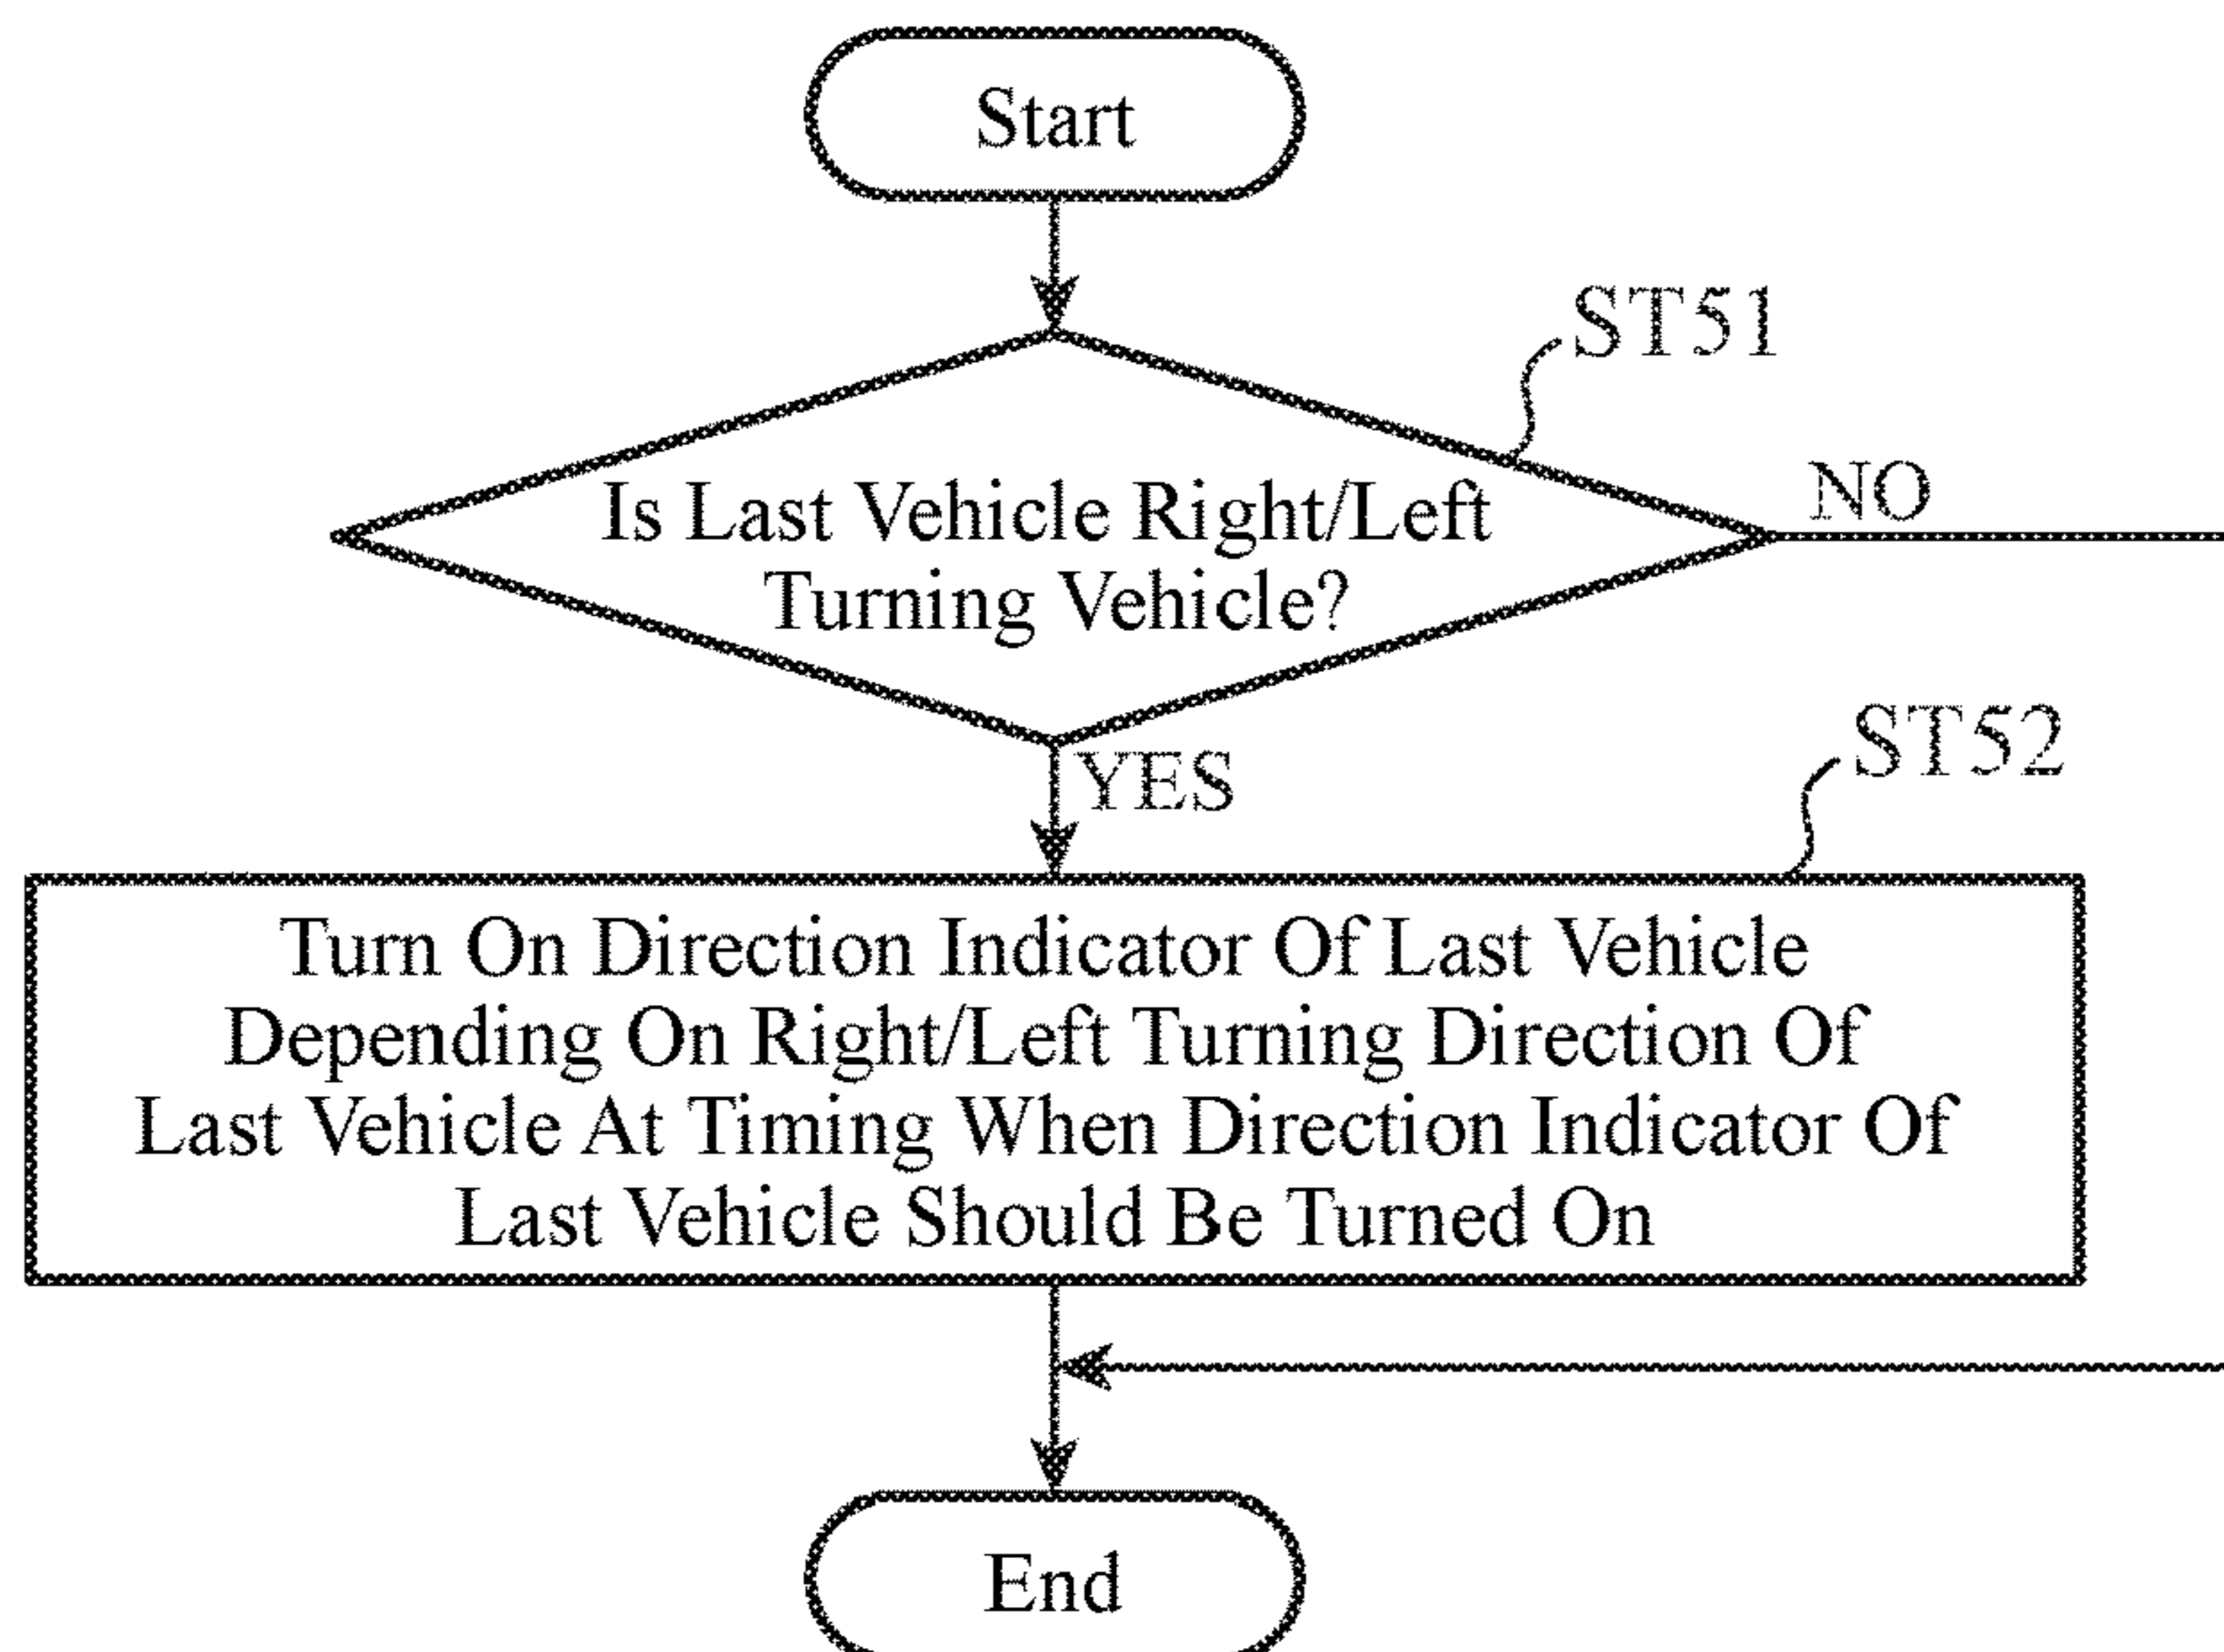 Start
ST51
Is Last Vehicle Right/Left
Turning Vehicle?
NO
YES
ST52
Turn On Direction Indicator Of Last Vehicle
Depending On Right/Left Turning Direction Of
Last Vehicle At Timing When Direction Indicator Of
Last Vehicle Should Be Turned On
End